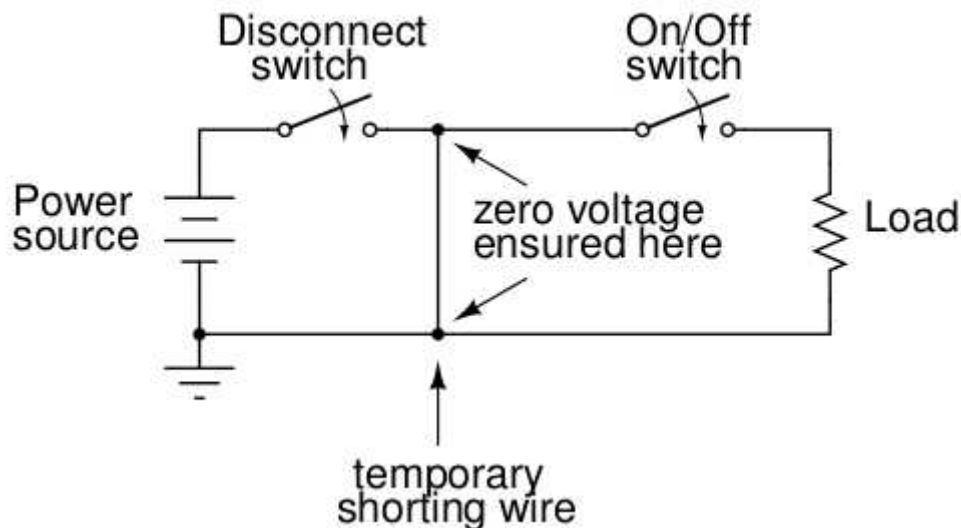 Disconnect
switch
On/Off
switch
Power
source
zero voltage
ensured here
Load
temporary
shorting wire